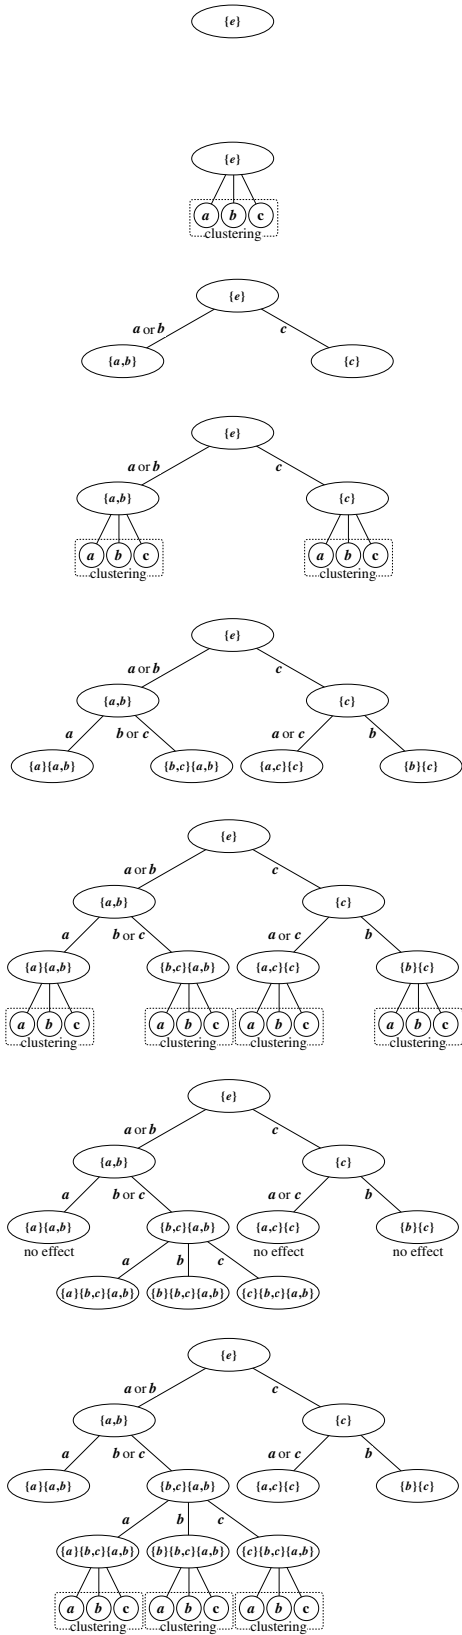 {e}
{e}
a b c
clustering
{e}
a or b c
{a,b} {c}
{e}
a or b c
{a,b} {c}
a b c a b c
clustering clustering
{e}
a or b c
{a,b} {c}
a b or c a or c b
{a}{a,b} {b,c}{a,b} {a,c}{c} {b}{c}
{e}
a or b c
{a,b} {c}
a b or c a or c b
{a}{a,b} {b,c}{a,b} {a,c}{c} {b}{c}
a b c a b c a b c a b c
clustering clustering clustering clustering
{e}
a or b c
{a,b} {c}
a b or c a or c b
{a}{a,b} {b,c}{a,b} {a,c}{c} {b}{c}
no effect no effect no effect
a b c
{a}{b,c}{a,b} {b}{b,c}{a,b} {c}{b,c}{a,b}
{e}
a or b c
{a,b} {c}
a b or c a or c b
{a}{a,b} {b,c}{a,b} {a,c}{c} {b}{c}
a b c
{a}{b,c}{a,b} {b}{b,c}{a,b} {c}{b,c}{a,b}
a b c a b c a b c
clustering clustering clustering